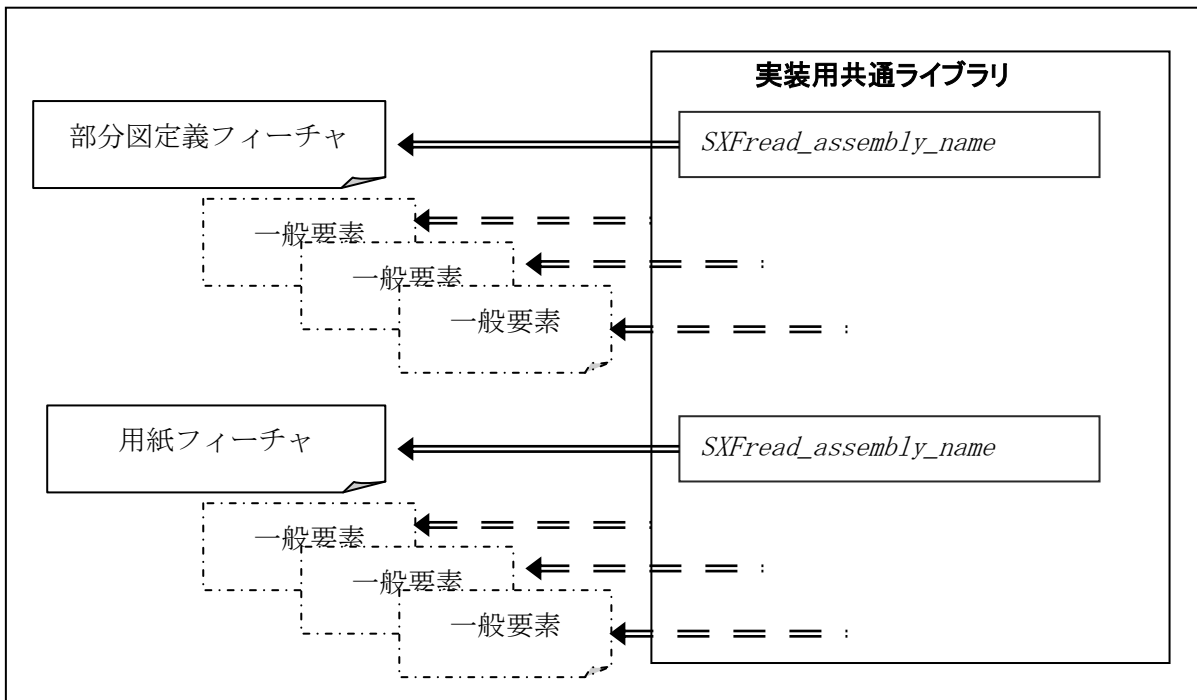 実装用共通ライブラリ
部分図定義フィーチャ
SXFread_assembly_name
一般要素
一般要素
一般要素
用紙フィーチャ
SXFread_assembly_name
一般要素
一般要素
一般要素